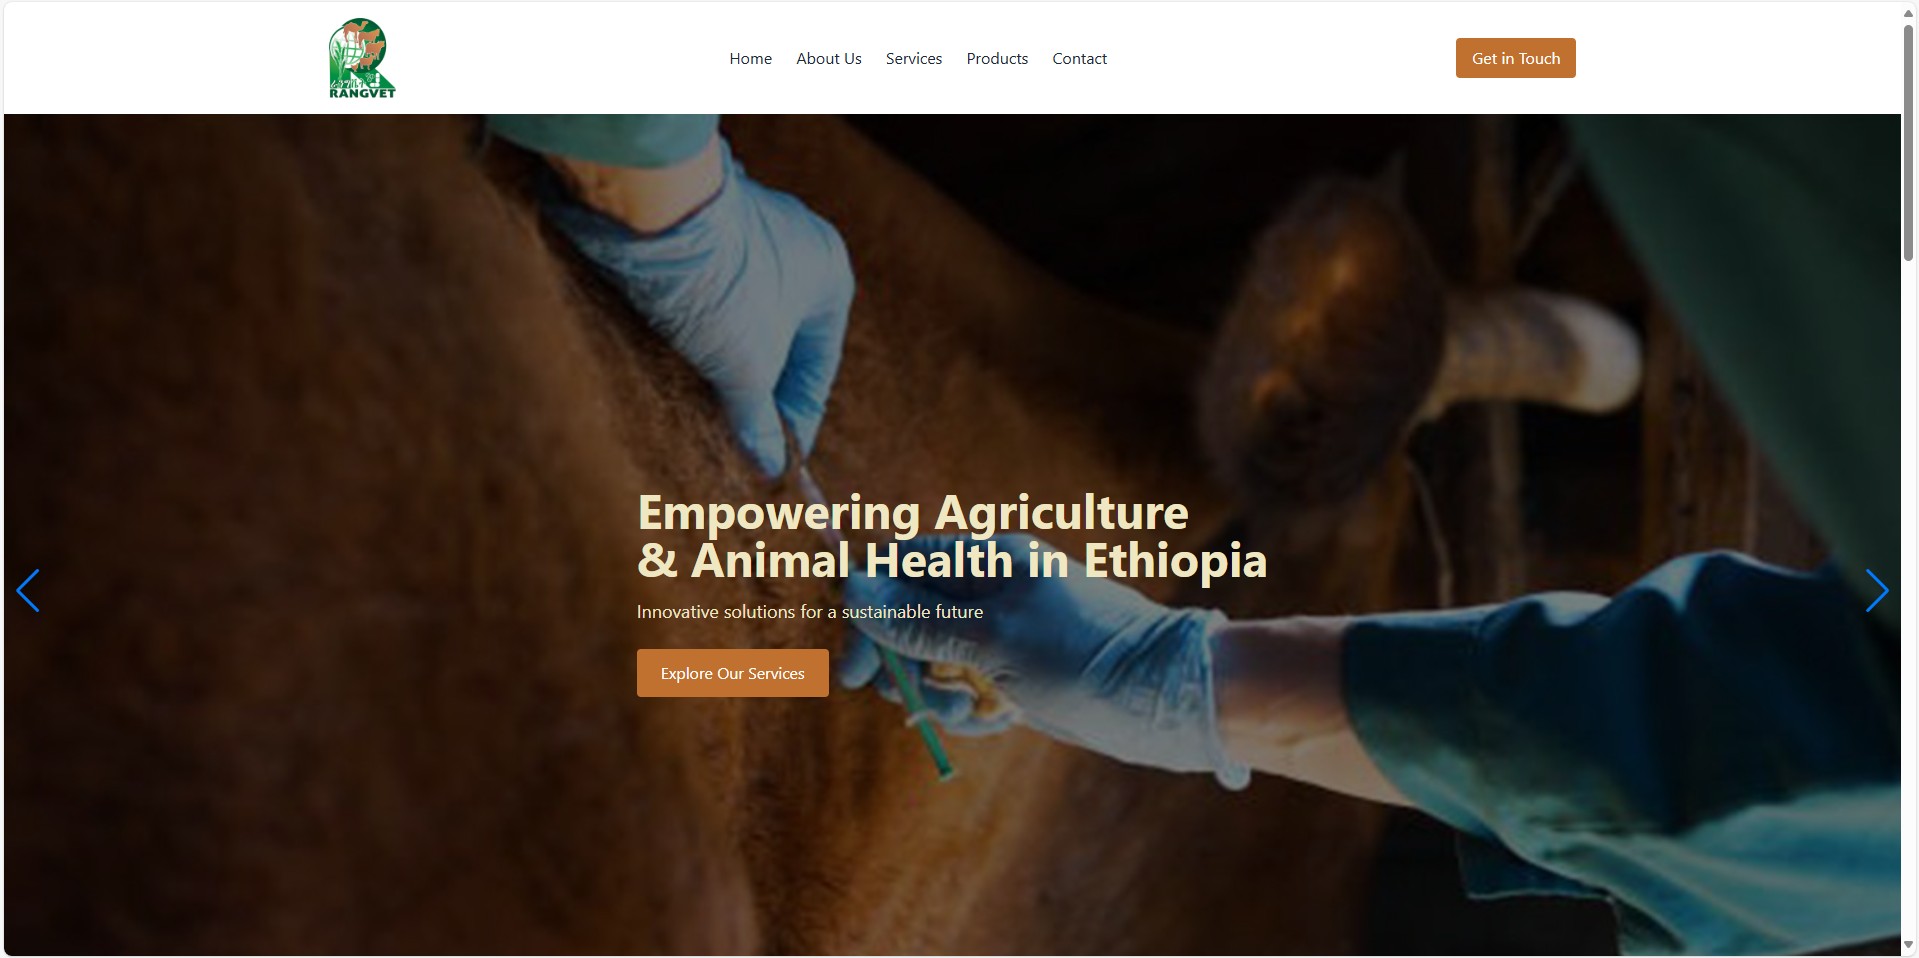 RANGVET
Home
About Us
Services
Products
Contact
Get in Touch
Empowering Agriculture
& Animal Health in Ethiopia
Innovative solutions for a sustainable future
Explore Our Services